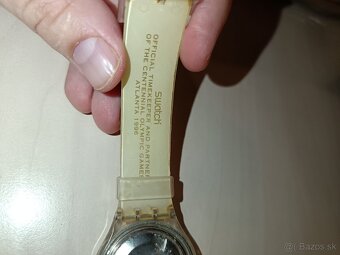 swatch
OFFICIAL TIMEKEEPER AND PARTNER
OF THE CENTENNIAL OLYMPIC GAMES
ATLANTA 1996
Bazos.sk